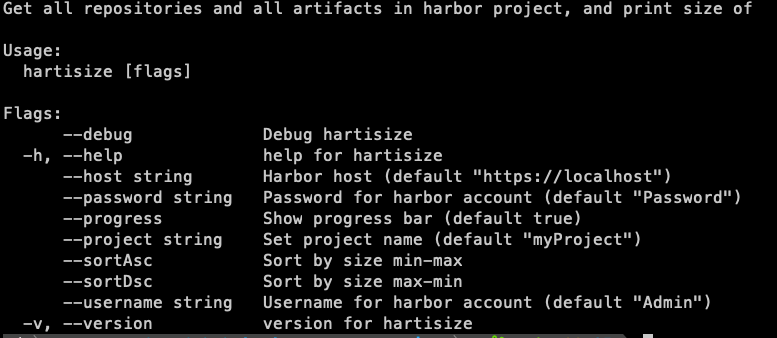 Get all repositories and all artifacts in harbor project, and print size of
Usage:
hartisize [flags]
Flags:
--debug Debug hartisize
-h, --help help for hartisize
--host string Harbor host (default "https://localhost")
--password string Password for harbor account (default "Password")
--progress Show progress bar (default true)
--project string Set project name (default "myProject")
--sortAsc Sort by size min-max
--sortDsc Sort by size max-min
--username string Username for harbor account (default "Admin")
-v, --version version for hartisize